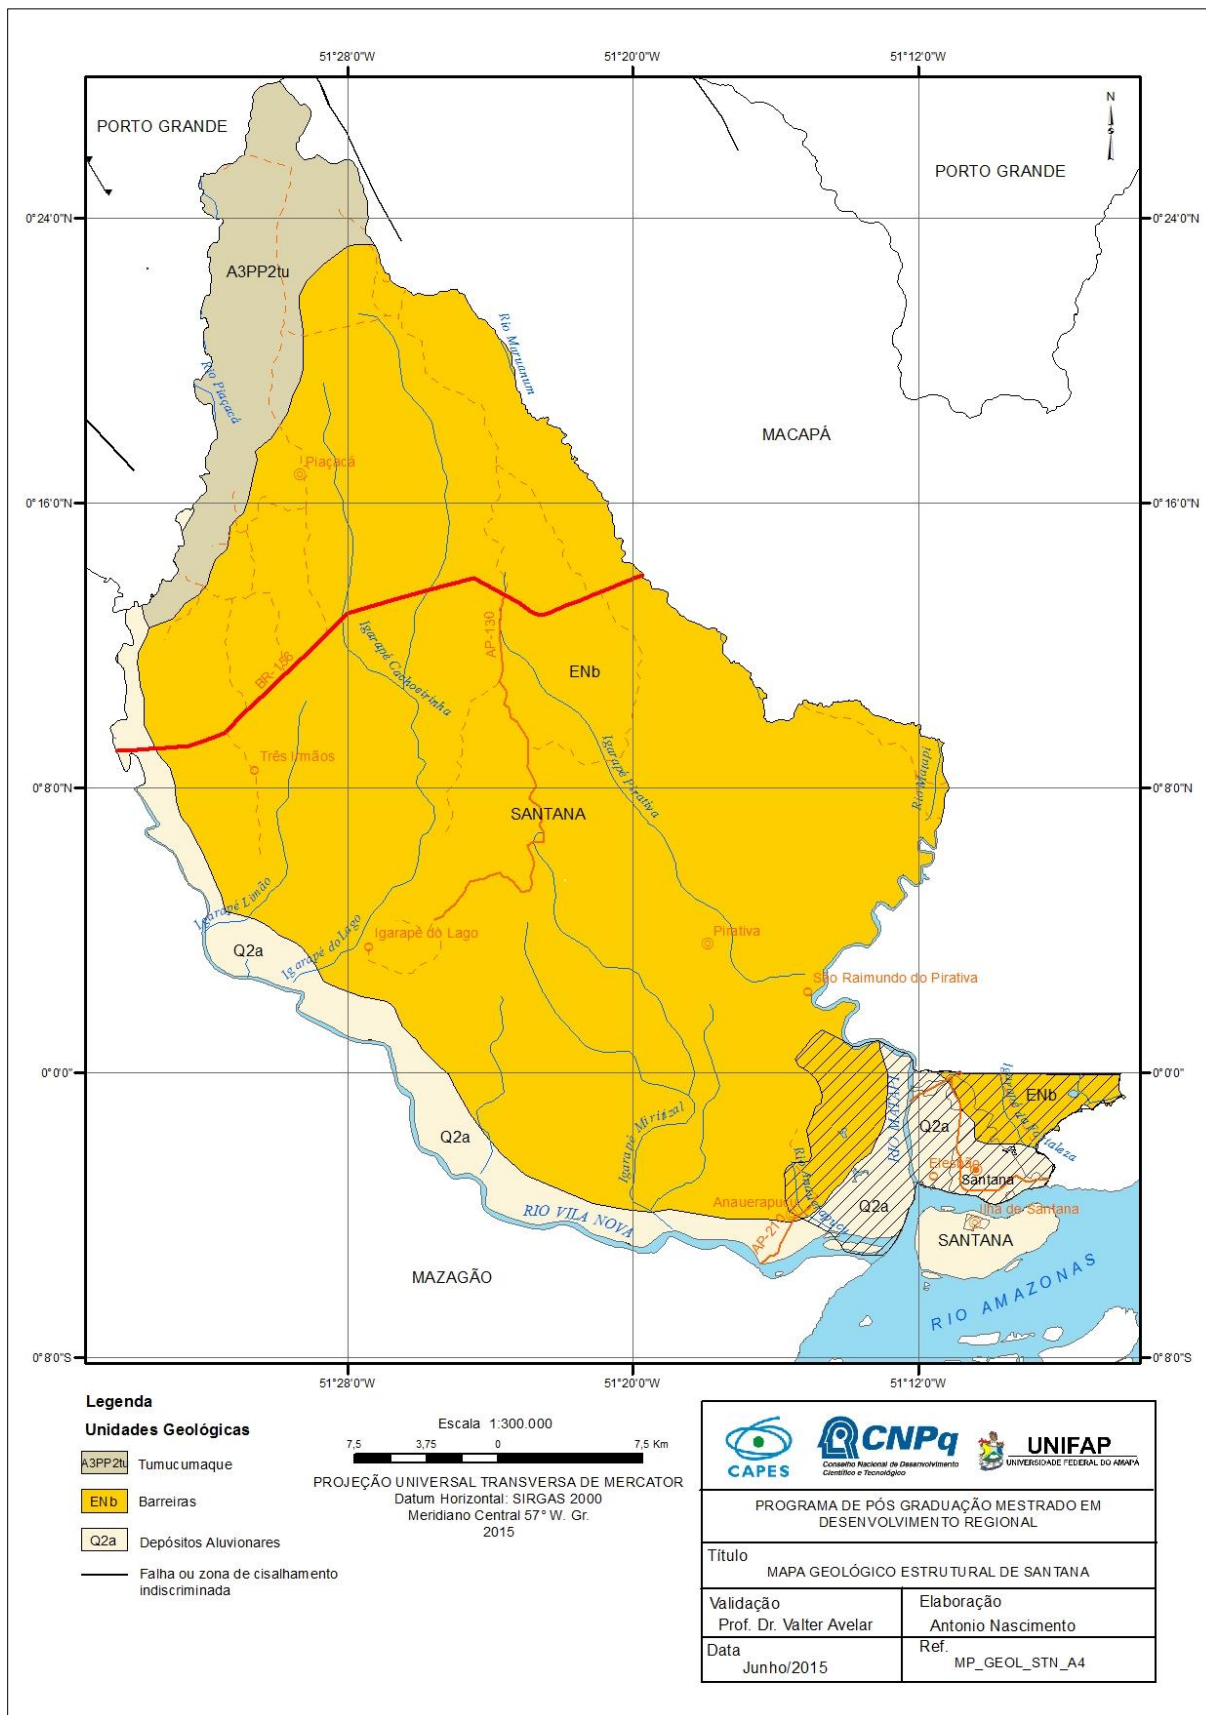 51°28'0"W
51°20'0"W
51°12'0"W
N
S
PORTO GRANDE
PORTO GRANDE
0°24'0"N
0°24'0"N
A3PP2tu
Rio Maruanum
Rio Piaçacá
MACAPÁ
Piaçacá
0°16'0"N
0°16'0"N
AP-130
Igarapé Cachoeirinha
BR-156
ENb
Igarapé Pirativa
Rio Matapi
Três Irmãos
0°8'0"N
0°8'0"N
SANTANA
Igarapé Limão
Igarapé do Lago
Igarapé do Lago
Pirativa
Q2a
São Raimundo do Pirativa
0°0'0"
0°0'0"
RIO MATAPI
Igarapé da Fortaleza
ENb
Q2a
Q2a
Igarapé Miritizal
Elesbão
Santana
Rio Anauerapucu
Anauerapucu
Q2a
Ilha de Santana
RIO VILA NOVA
AP-210
SANTANA
MAZAGÃO
RIO AMAZONAS
0°8'0"S
0°8'0"S
51°28'0"W
51°20'0"W
51°12'0"W
Legenda
Unidades Geológicas
A3PP2tu Tumucumaque
ENb Barreiras
Q2a Depósitos Aluvionares
Falha ou zona de cisalhamento
indiscriminada
Escala 1:300.000
7,5 3,75 0 7,5 Km
PROJEÇÃO UNIVERSAL TRANSVERSA DE MERCATOR
Datum Horizontal: SIRGAS 2000
Meridiano Central 57° W. Gr.
2015
CAPES
CNPq
Conselho Nacional de Desenvolvimento
Científico e Tecnológico
UNIFAP
UNIVERSIDADE FEDERAL DO AMAPÁ
PROGRAMA DE PÓS GRADUAÇÃO MESTRADO EM
DESENVOLVIMENTO REGIONAL
Título
MAPA GEOLÓGICO ESTRUTURAL DE SANTANA
Validação
Prof. Dr. Valter Avelar
Elaboração
Antonio Nascimento
Data
Junho/2015
Ref.
MP_GEOL_STN_A4